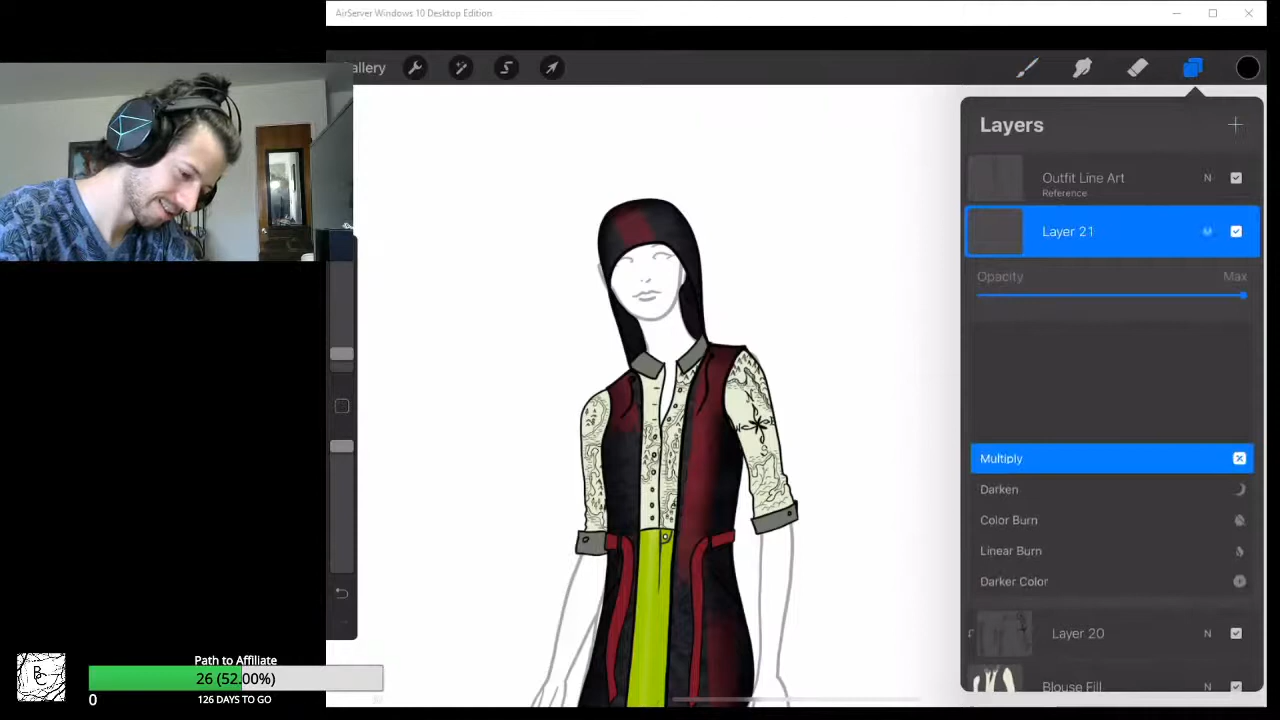 AirServer Windows 10 Desktop Edition
allery
Layers
Outfit Line Art
N
Reference
Layer 21
M
Opacity
Max
Multiply
Darken
Color Burn
Linear Burn
Darker Color
Layer 20
N
Blouse Fill
N
Path to Affiliate
26 (52.00%)
0
126 DAYS TO GO